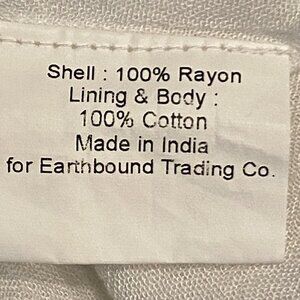 Shell : 100% Rayon
Lining & Body :
100% Cotton
Made in India
for Earthbound Trading Co.